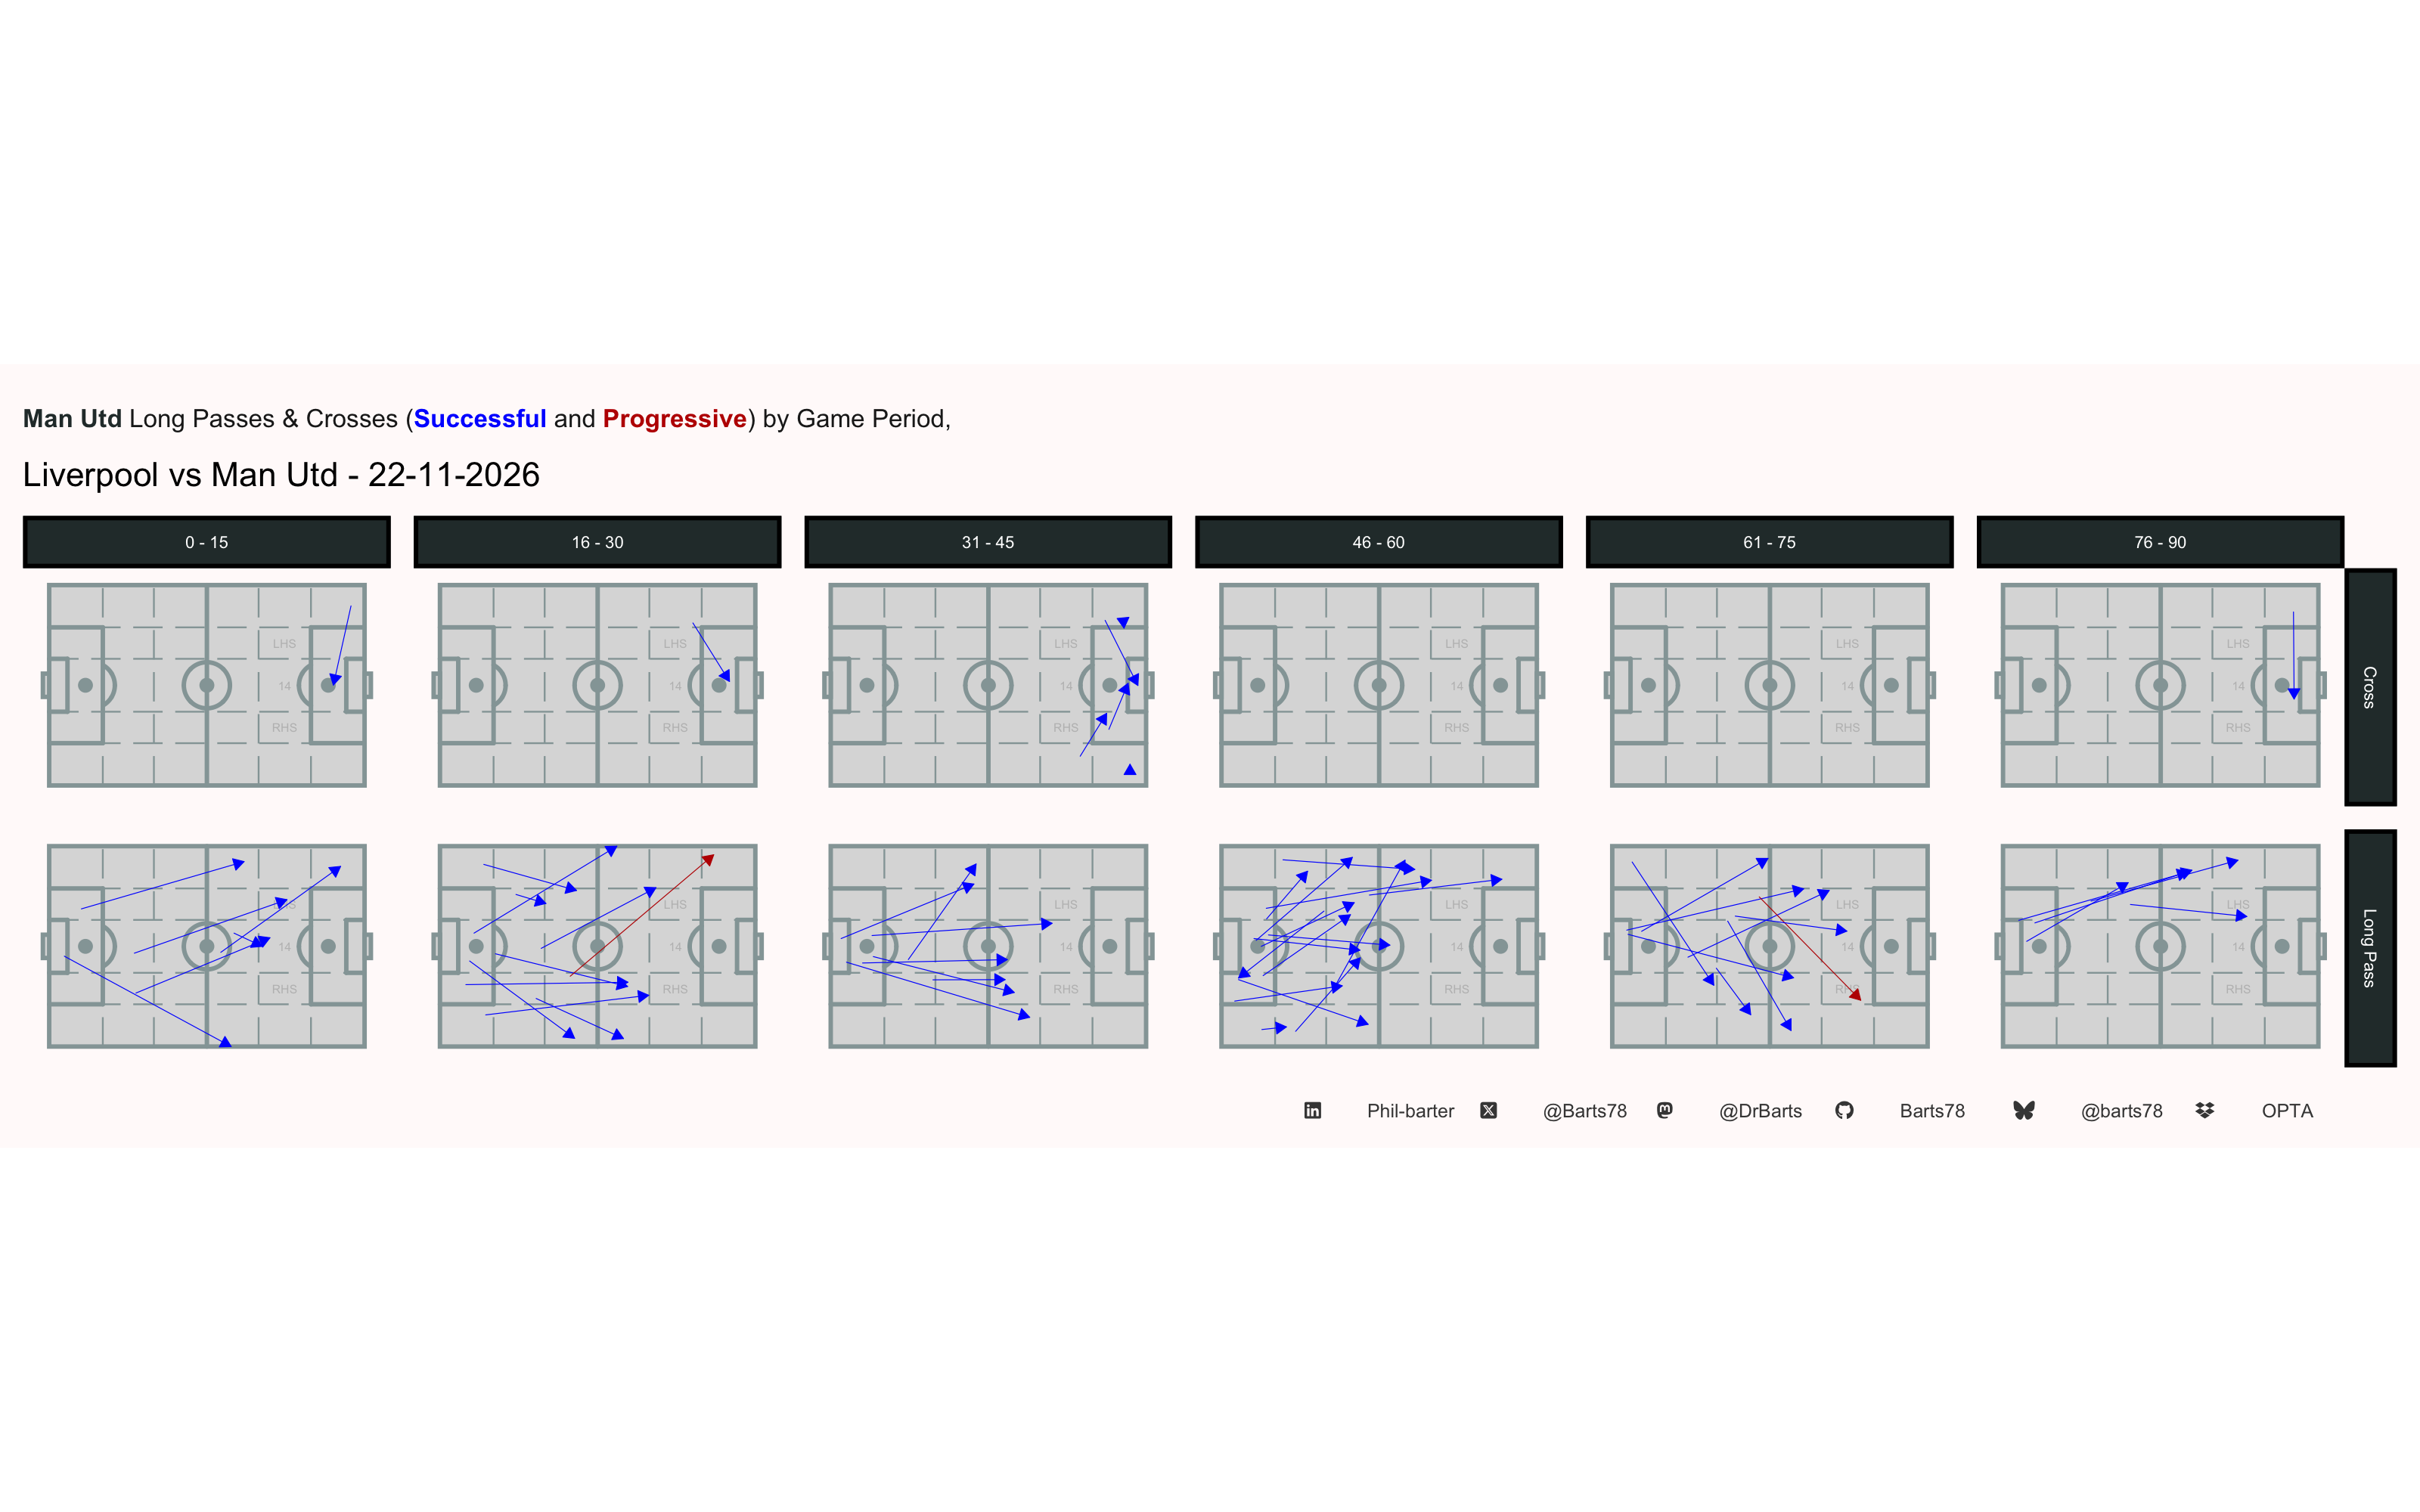 Man Utd Long Passes & Crosses (Successful and Progressive) by Game Period,
Liverpool vs Man Utd - 22-11-2026
0 - 15
16 - 30
31 - 45
46 - 60
61 - 75
76 - 90
LHS
14
RHS
LHS
14
RHS
LHS
14
RHS
LHS
14
RHS
LHS
14
RHS
LHS
14
RHS
Cross
LHS
14
RHS
LHS
14
RHS
LHS
14
RHS
LHS
14
RHS
LHS
14
RHS
LHS
14
RHS
Long Pass
Phil-barter @Barts78 @DrBarts Barts78 @barts78 OPTA